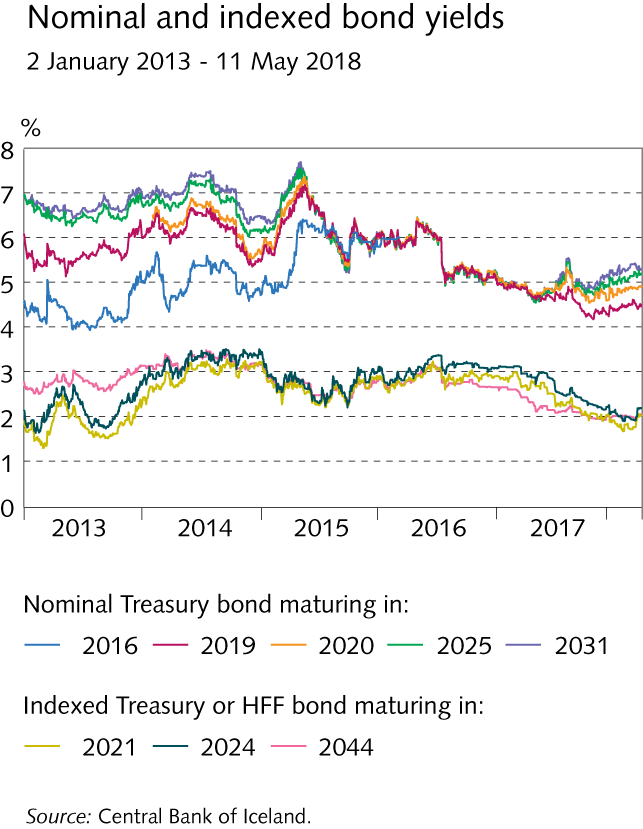 Nominal and indexed bond yields
2 January 2013 - 11 May 2018
%
8
7
6
5
4
3
2
1
0
2013 2014 2015 2016 2017
Nominal Treasury bond maturing in:
2016 2019 2020 2025 2031
Indexed Treasury or HFF bond maturing in:
2021 2024 2044
Source: Central Bank of Iceland.